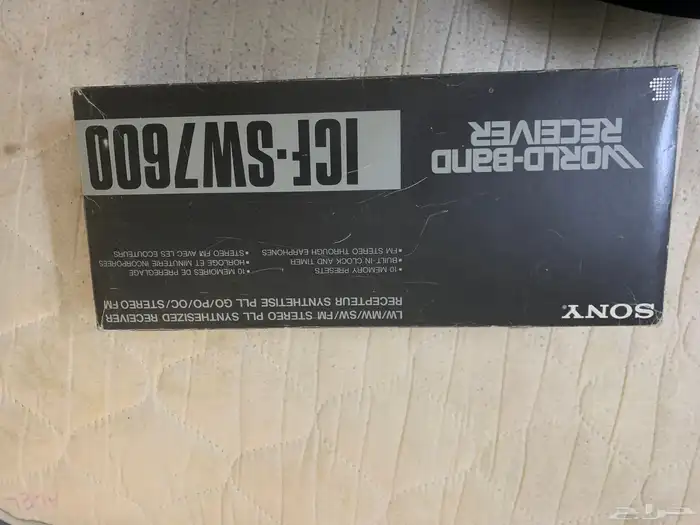 SONY
LW/MW/SW/FM STEREO PLL SYNTHESIZED RECEIVER
RECEPTEUR SYNTHETISE PLL GO/PO/OC/STEREO FM
• 10 MEMORY PRESETS
• BUILT-IN CLOCK AND TIMER
• FM STEREO THROUGH EARPHONES
• 10 MEMOIRES DE PREREGLAGE
• HORLOGE ET MINUTERIE INCORPOREES
• STEREO FM AVEC LES ECOUTEURS
WORLD-BAND
RECEIVER
ICF-SW7600
حراج